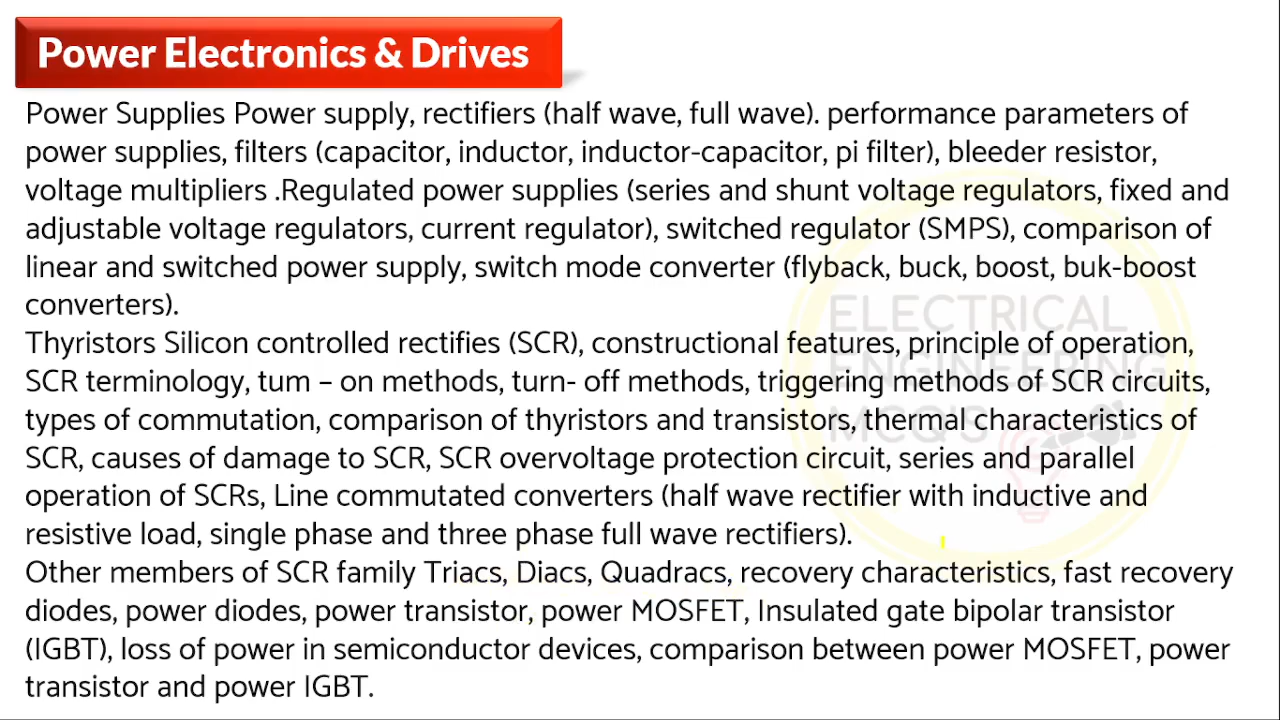 Power Electronics & Drives
Power Supplies Power supply, rectifiers (half wave, full wave). performance parameters of
power supplies, filters (capacitor, inductor, inductor-capacitor, pi filter), bleeder resistor,
voltage multipliers .Regulated power supplies (series and shunt voltage regulators, fixed and
adjustable voltage regulators, current regulator), switched regulator (SMPS), comparison of
linear and switched power supply, switch mode converter (flyback, buck, boost, buk-boost
converters).
Thyristors Silicon controlled rectifies (SCR), constructional features, principle of operation,
SCR terminology, tum – on methods, turn- off methods, triggering methods of SCR circuits,
types of commutation, comparison of thyristors and transistors, thermal characteristics of
SCR, causes of damage to SCR, SCR overvoltage protection circuit, series and parallel
operation of SCRs, Line commutated converters (half wave rectifier with inductive and
resistive load, single phase and three phase full wave rectifiers).
Other members of SCR family Triacs, Diacs, Quadracs, recovery characteristics, fast recovery
diodes, power diodes, power transistor, power MOSFET, Insulated gate bipolar transistor
(IGBT), loss of power in semiconductor devices, comparison between power MOSFET, power
transistor and power IGBT.
ELECTRICAL
ENGINEERING
MCQ'S